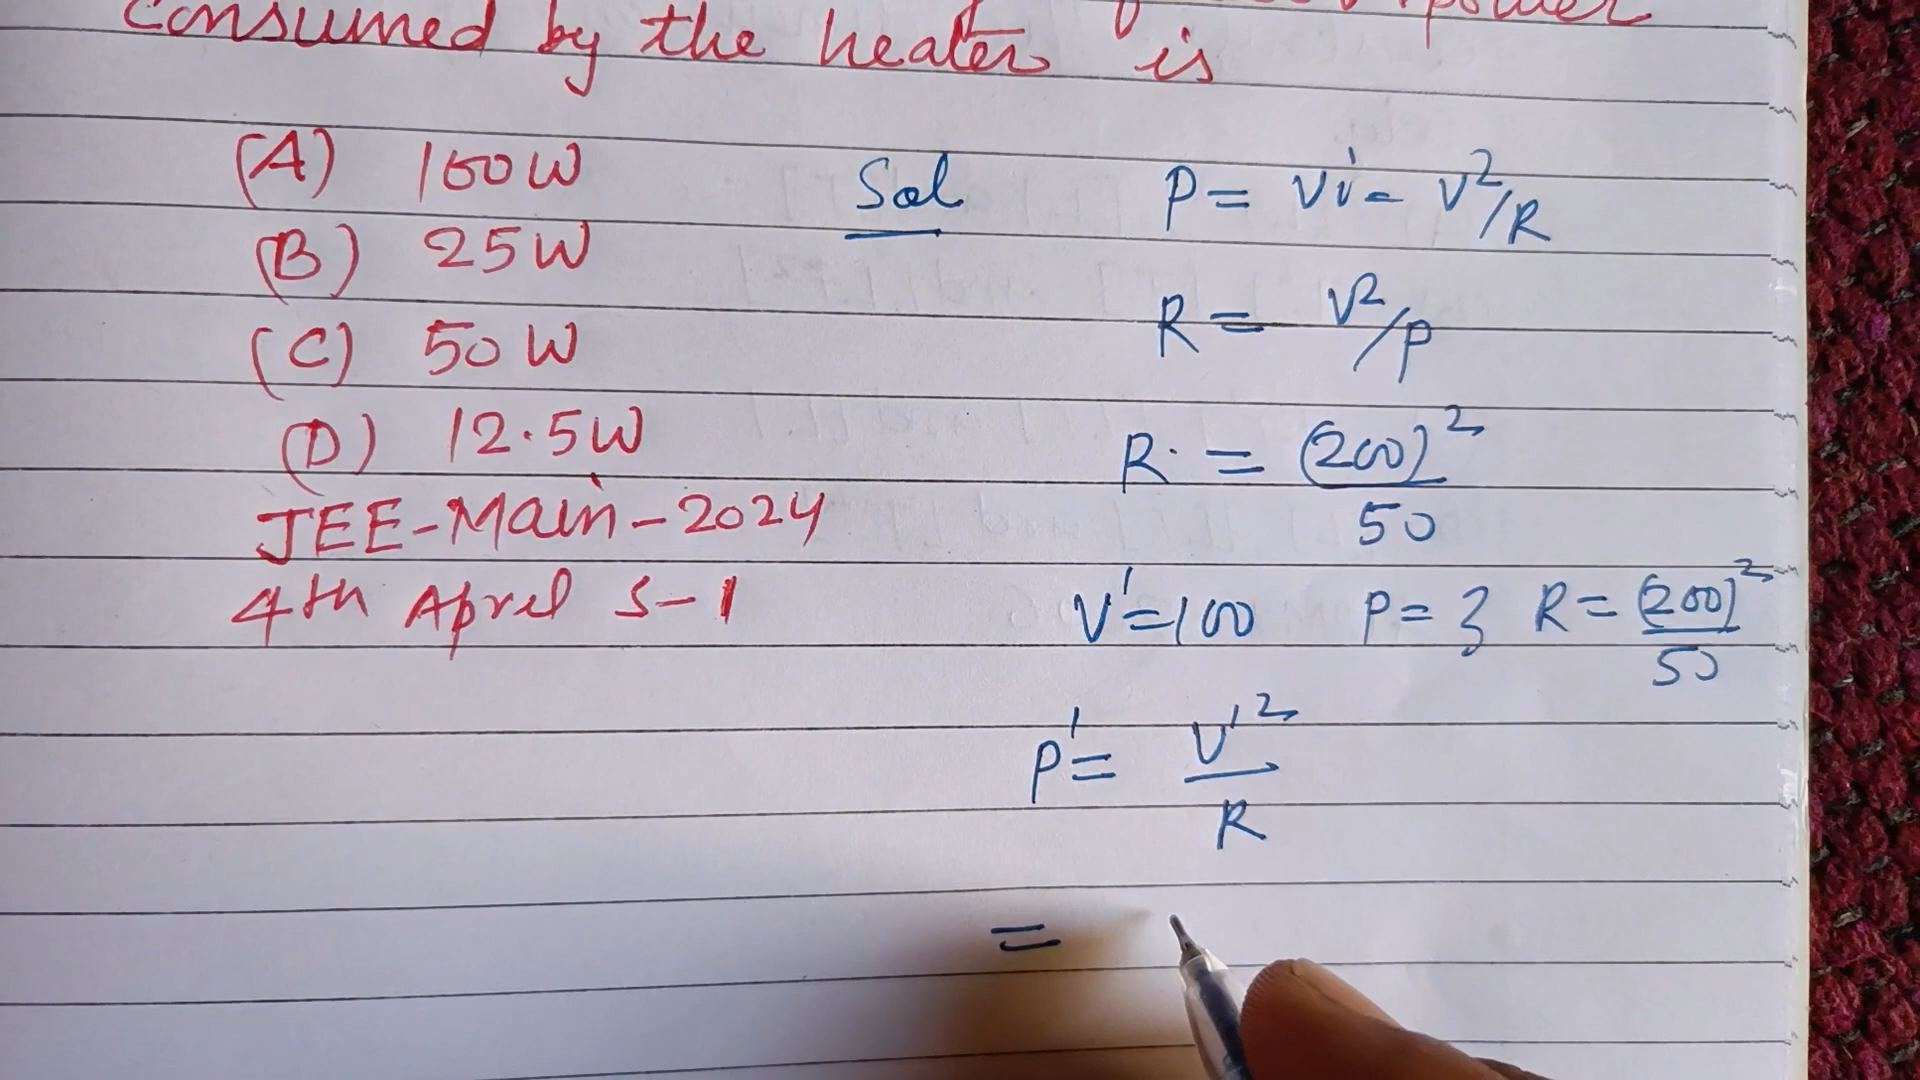 consumed by the heater is
(A) 100W
(B) 25W
(C) 50W
(D) 12.5W
JEE-Main-2024
4th April S-1
Sol
P = Vi = V²/R
R = V²/P
R = (200)²/50
V'=100 P = ? R = (200)²/50
P' = V'²/R
=